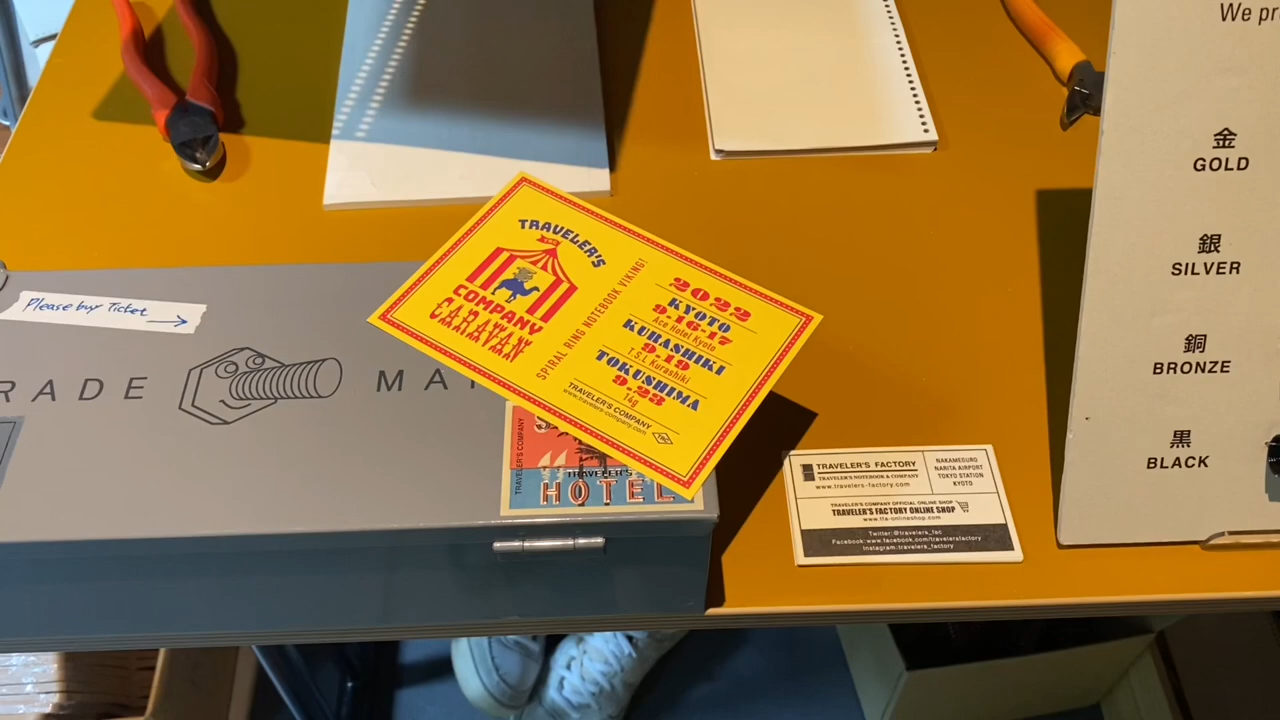 We
金
GOLD
銀
SILVER
銅
BRONZE
黒
BLACK
Please buy Ticket
TRAVELER'S
THE
COMPANY
CARAVAN
SPIRAL RING NOTEBOOK VIKING!
2022
KYOTO
9-16-17
Ace Hotel Kyoto
KURASHIKI
9-19
T.S.L Kurashiki
TOKUSHIMA
9-23
14g
TRAVELER'S COMPANY
www.travelers-company.com
TRC
TRAVELER'S COMPANY
TRAVELER'S
HOTEL
TRAVELER'S FACTORY
TRAVELER'S NOTEBOOK & COMPANY
www.travelers-factory.com
NAKAMEGURO
NARITA AIRPORT
TOKYO STATION
KYOTO
TRAVELER'S COMPANY OFFICIAL ONLINE SHOP
TRAVELER'S FACTORY ONLINE SHOP
www.tfa-onlineshop.com
Twitter:@travelers_fac
Facebook:www.facebook.com/travelersfactory
Instagram:travelers_factory